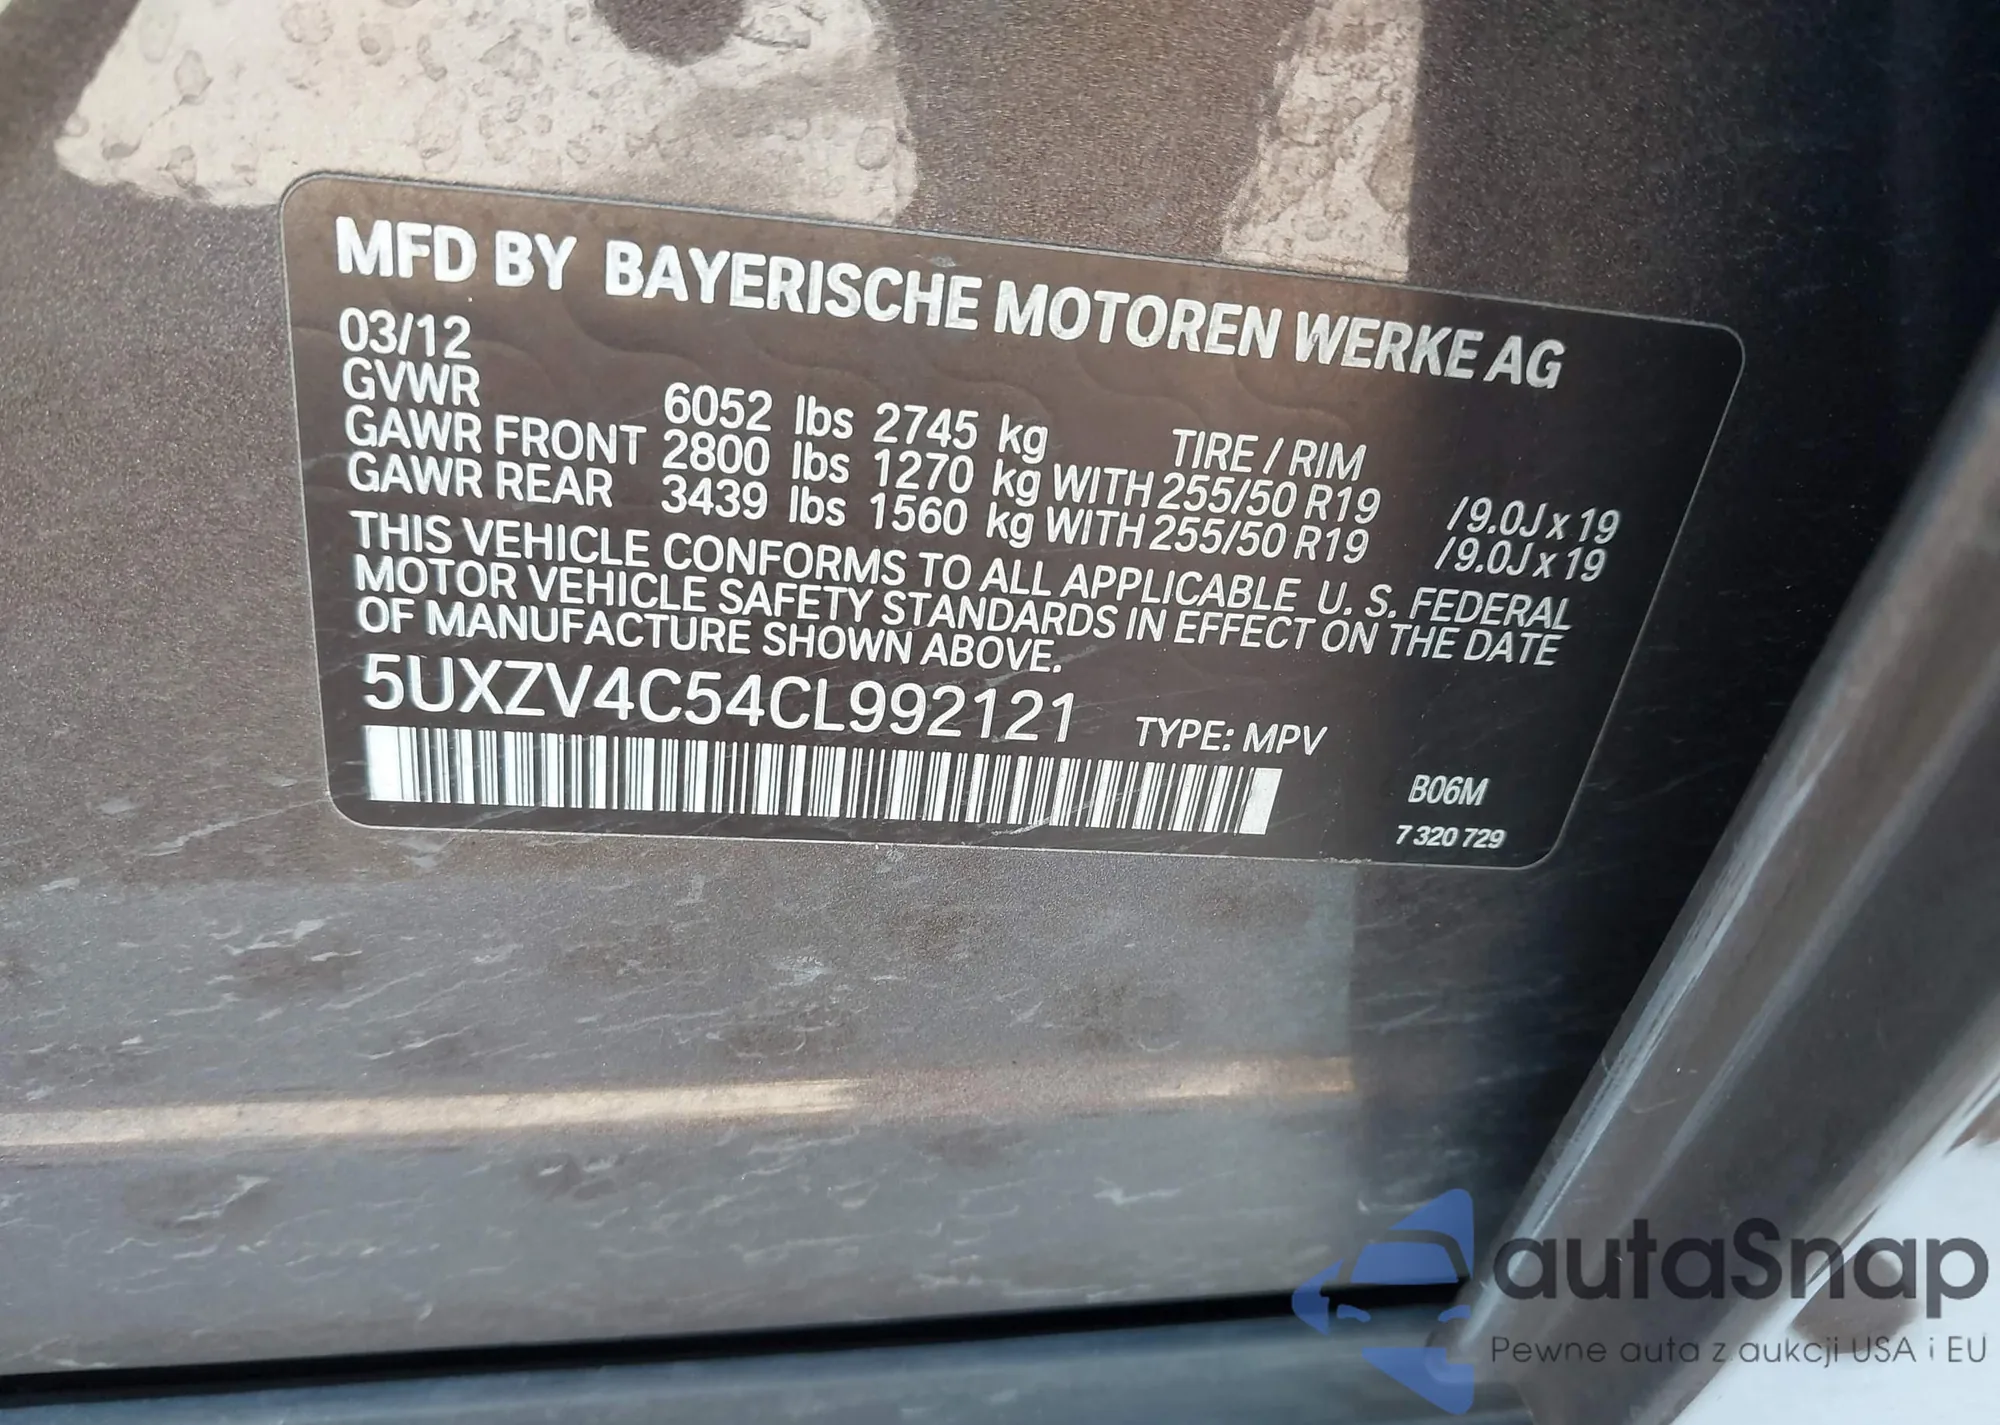 MFD BY BAYERISCHE MOTOREN WERKE AG
03/12
GVWR 6052 lbs 2745 kg TIRE / RIM
GAWR FRONT 2800 lbs 1270 kg WITH 255/50 R19 /9.0J x 19
GAWR REAR 3439 lbs 1560 kg WITH 255/50 R19 /9.0J x 19
THIS VEHICLE CONFORMS TO ALL APPLICABLE U. S. FEDERAL
MOTOR VEHICLE SAFETY STANDARDS IN EFFECT ON THE DATE
OF MANUFACTURE SHOWN ABOVE.
5UXZV4C54CL992121 TYPE: MPV
B06M
7 320 729
autaSnap
Pewne auta z aukcji USA i EU